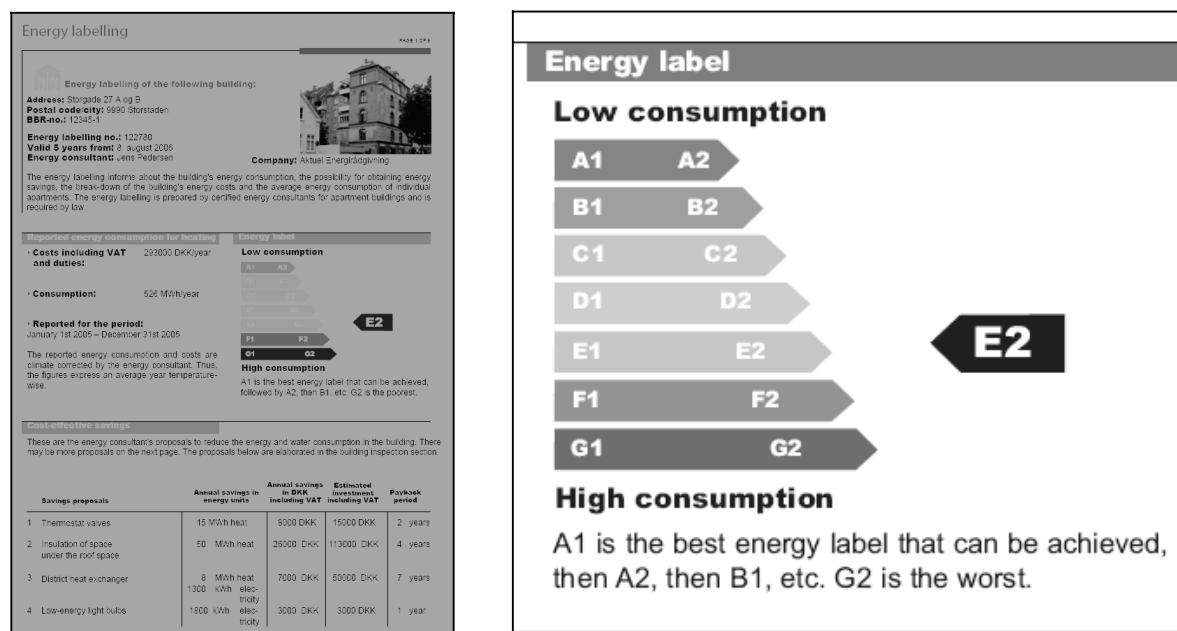 Energy labelling
PAGE 1 OF 5
Energy labelling of the following building:
Address: Storgade 27 A og B
Postal code/city: 9990 Storstaden
BBR-no.: 12345-1
Energy labelling no.: 122780
Valid 5 years from: 8. august 2006
Energy consultant: Jens Pedersen
Company: Aktuel Energirådgivning
The energy labelling informs about the building's energy consumption, the possibility for obtaining energy
savings, the break-down of the building's energy costs and the average energy consumption of individual
apartments. The energy labelling is prepared by certified energy consultants for apartment buildings and is
required by law.
Reported energy consumption for heating
· Costs including VAT 293000 DKK/year
and duties:
· Consumption: 526 MWh/year
· Reported for the period:
January 1st 2005 – December 31st 2005
The reported energy consumption and costs are
climate corrected by the energy consultant. Thus,
the figures express an average year temperature-
wise.
Energy label
Low consumption
A1 A2
F1 F2
G1 G2
E2
High consumption
A1 is the best energy label that can be achieved,
followed by A2, then B1, etc. G2 is the poorest.
Cost-effective savings
These are the energy consultant's proposals to reduce the energy and water consumption in the building. There
may be more proposals on the next page. The proposals below are elaborated in the building inspection section.
Savings proposals
Annual savings in
energy units
Annual savings
in DKK
including VAT
Estimated
investment
including VAT
Payback
period
1 Thermostat valves 15 MWh heat 9000 DKK 15000 DKK 2 years
2 Insulation of space 50 MWh heat 26000 DKK 113000 DKK 4 years
under the roof space
3 District heat exchanger 8 MWh heat 7000 DKK 50000 DKK 7 years
1300 kWh elec-
tricity
4 Low-energy light bulbs 1800 kWh elec- 3000 DKK 3000 DKK 1 year
tricity
Energy label
Low consumption
A1 A2
B1 B2
C1 C2
D1 D2
E1 E2
E2
F1 F2
G1 G2
High consumption
A1 is the best energy label that can be achieved,
then A2, then B1, etc. G2 is the worst.